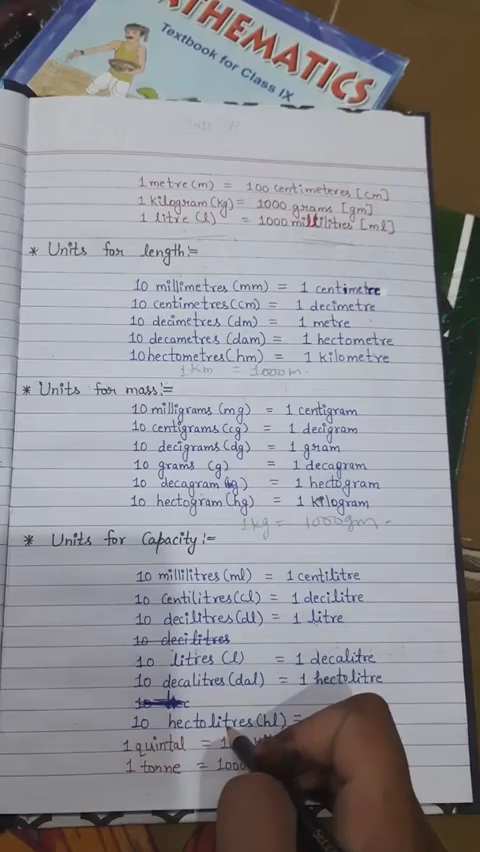 MATHEMATICS
Textbook for Class IX
1 metre(m) = 100 centimeteres [cm]
1 kilogram(kg) = 1000 grams [gm]
1 litre (l) = 1000 millilitres [ml]
* Units for length:=
10 millimetres (mm) = 1 centimetre
10 centimetres (cm) = 1 decimetre
10 decimetres (dm) = 1 metre
10 decametres (dam) = 1 hectometre
10 hectometres (hm) = 1 kilometre
1 Km = 1000m.
* Units for mass:=
10 milligrams (mg) = 1 centigram
10 centigrams (cg) = 1 decigram
10 decigrams (dg) = 1 gram
10 grams (g) = 1 decagram
10 decagram = 1 hectogram
10 hectogram (hg) = 1 kilogram
1 kg = 1000gm.
* Units for Capacity:=
10 millilitres (ml) = 1 centilitre
10 centilitres (cl) = 1 decilitre
10 decilitres (dl) = 1 litre
10 decilitres
10 litres (l) = 1 decalitre
10 decalitres (dal) = 1 hectolitre
10 hectolitres (hl) =
1 quintal =
1 tonne = 1000